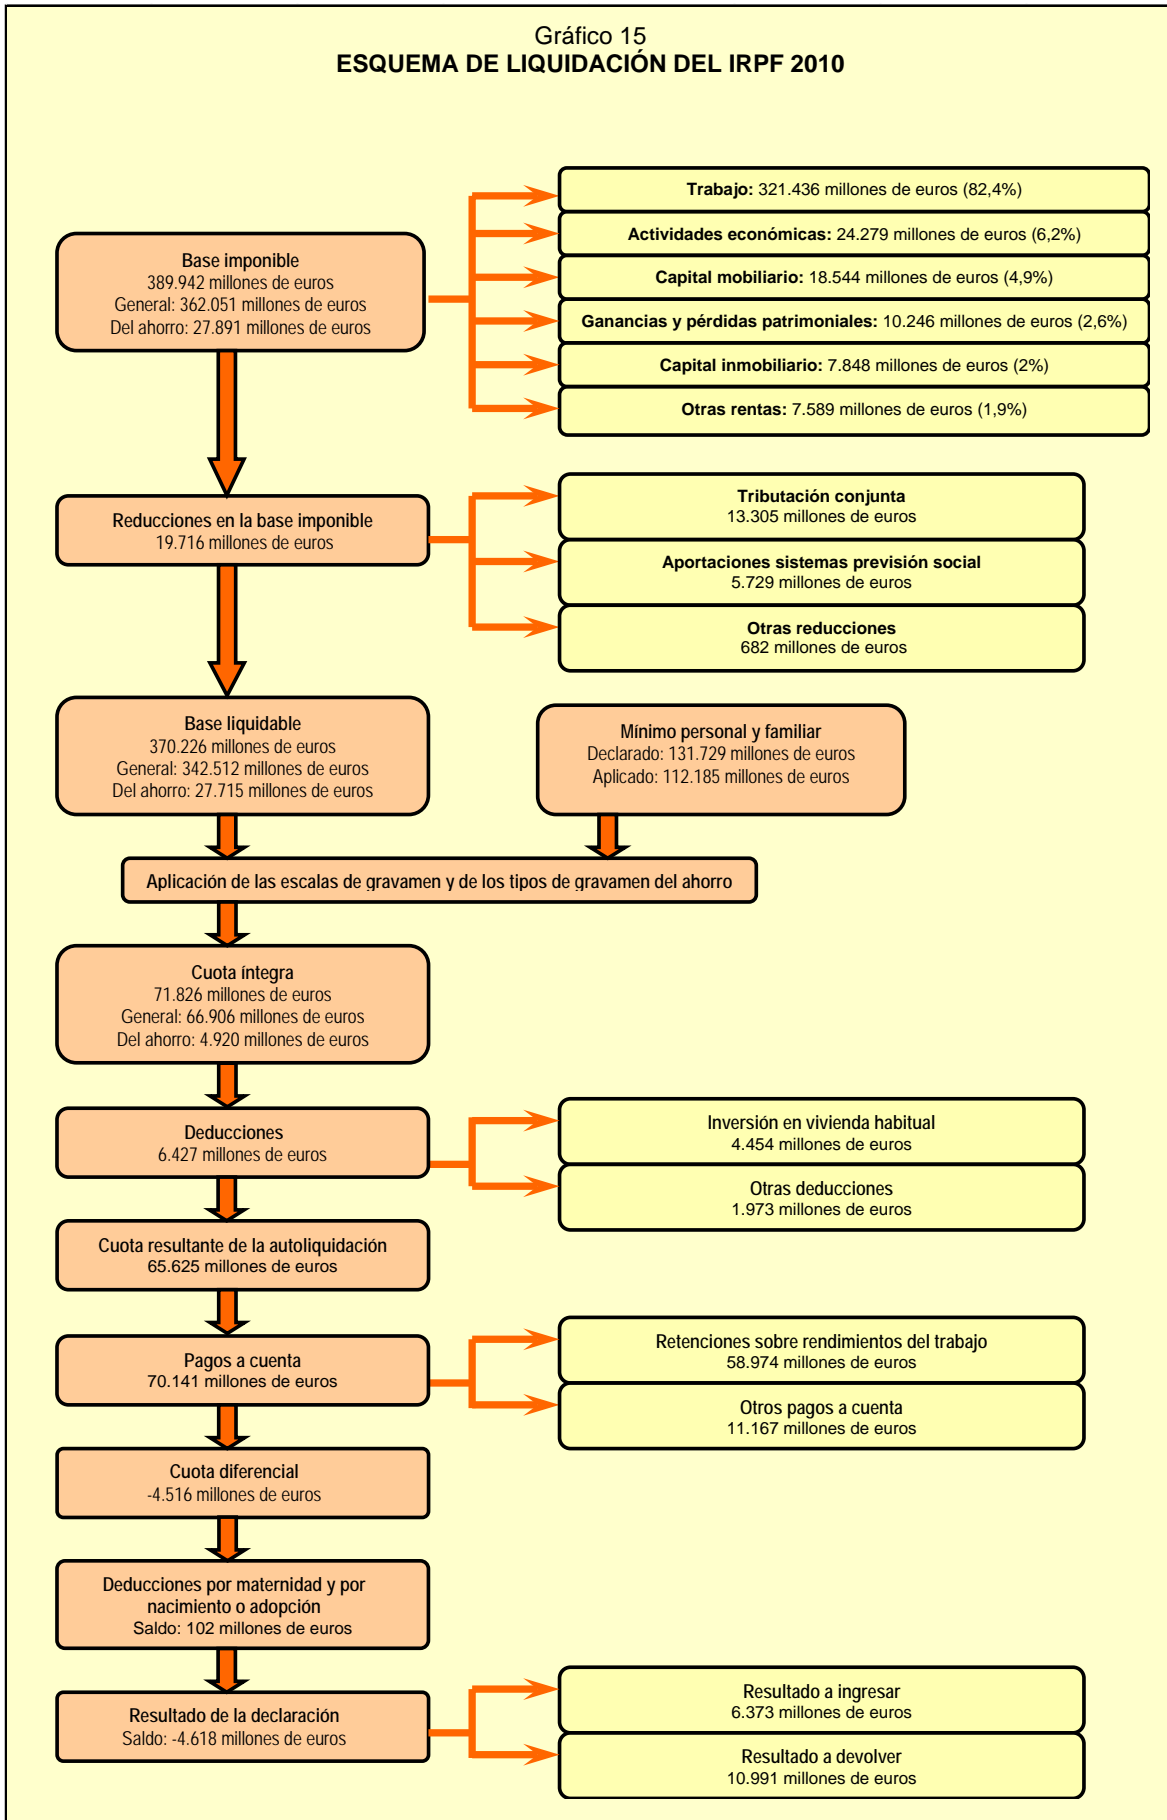 Gráfico 15
ESQUEMA DE LIQUIDACIÓN DEL IRPF 2010
Base imponible
389.942 millones de euros
General: 362.051 millones de euros
Del ahorro: 27.891 millones de euros
Trabajo: 321.436 millones de euros (82,4%)
Actividades económicas: 24.279 millones de euros (6,2%)
Capital mobiliario: 18.544 millones de euros (4,9%)
Ganancias y pérdidas patrimoniales: 10.246 millones de euros (2,6%)
Capital inmobiliario: 7.848 millones de euros (2%)
Otras rentas: 7.589 millones de euros (1,9%)
Reducciones en la base imponible
19.716 millones de euros
Tributación conjunta
13.305 millones de euros
Aportaciones sistemas previsión social
5.729 millones de euros
Otras reducciones
682 millones de euros
Base liquidable
370.226 millones de euros
General: 342.512 millones de euros
Del ahorro: 27.715 millones de euros
Mínimo personal y familiar
Declarado: 131.729 millones de euros
Aplicado: 112.185 millones de euros
Aplicación de las escalas de gravamen y de los tipos de gravamen del ahorro
Cuota íntegra
71.826 millones de euros
General: 66.906 millones de euros
Del ahorro: 4.920 millones de euros
Deducciones
6.427 millones de euros
Inversión en vivienda habitual
4.454 millones de euros
Otras deducciones
1.973 millones de euros
Cuota resultante de la autoliquidación
65.625 millones de euros
Pagos a cuenta
70.141 millones de euros
Retenciones sobre rendimientos del trabajo
58.974 millones de euros
Otros pagos a cuenta
11.167 millones de euros
Cuota diferencial
-4.516 millones de euros
Deducciones por maternidad y por
nacimiento o adopción
Saldo: 102 millones de euros
Resultado de la declaración
Saldo: -4.618 millones de euros
Resultado a ingresar
6.373 millones de euros
Resultado a devolver
10.991 millones de euros